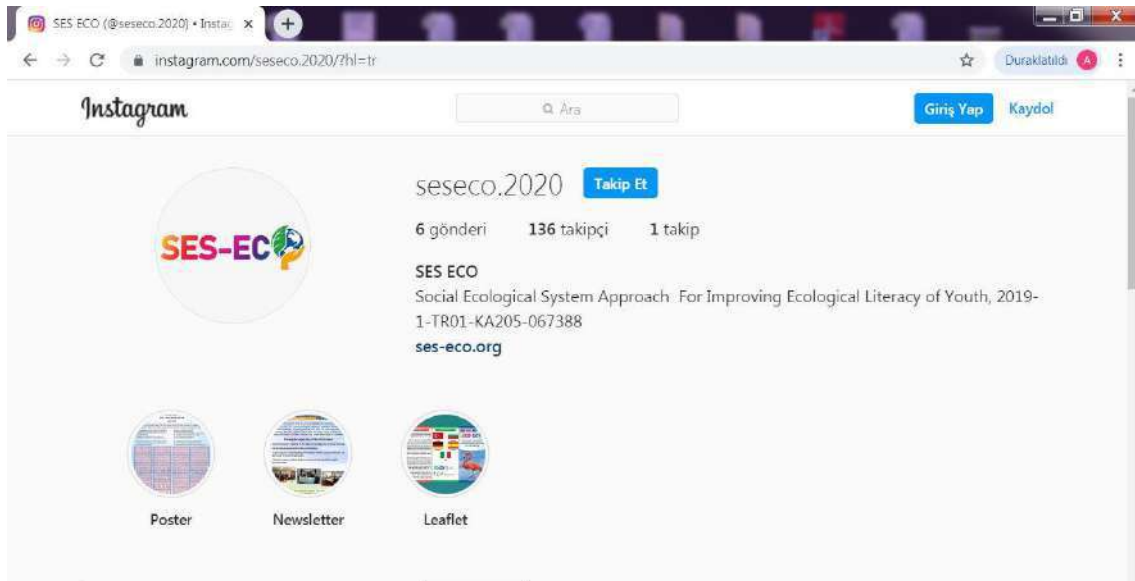 SES ECO (@seseco.2020) • Insta
instagram.com/seseco.2020/?hl=tr
Duraklatıldı A
Instagram
Ara
Giriş Yap
Kaydol
SES-ECO
seseco.2020 Takip Et
6 gönderi 136 takipçi 1 takip
SES ECO
Social Ecological System Approach For Improving Ecological Literacy of Youth, 2019-
1-TR01-KA205-067388
ses-eco.org
Poster Newsletter Leaflet